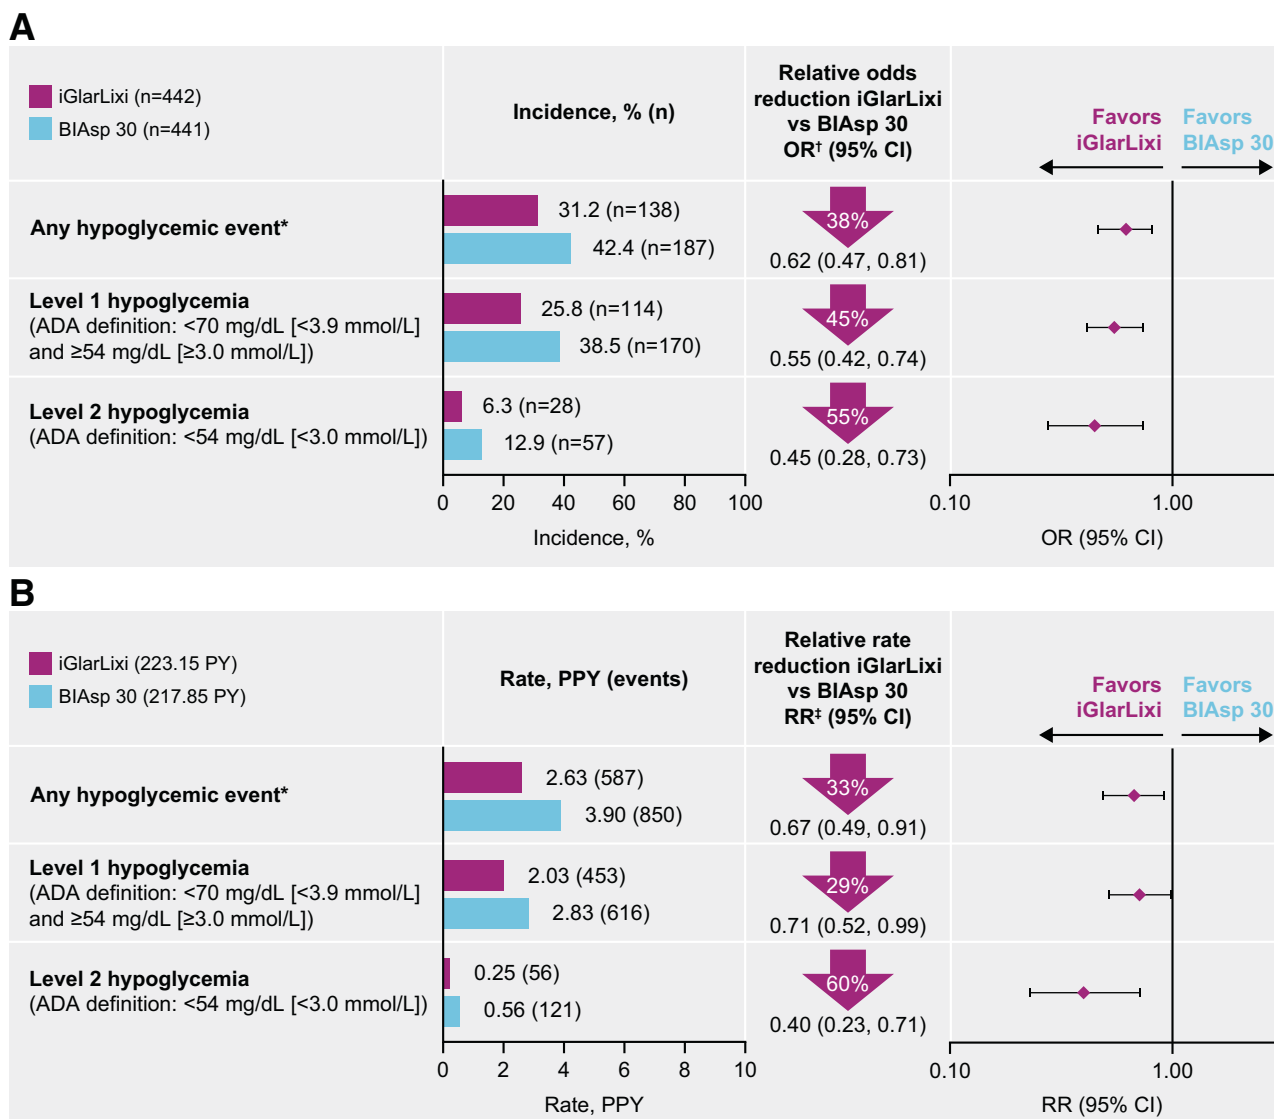 A
iGlarLixi (n=442)
BIAsp 30 (n=441)
Incidence, % (n)
Relative odds
reduction iGlarLixi
vs BIAsp 30
OR† (95% CI)
Favors
iGlarLixi
Favors
BIAsp 30
Any hypoglycemic event*
31.2 (n=138)
42.4 (n=187)
38%
0.62 (0.47, 0.81)
Level 1 hypoglycemia
(ADA definition: <70 mg/dL [<3.9 mmol/L]
and ≥54 mg/dL [≥3.0 mmol/L])
25.8 (n=114)
38.5 (n=170)
45%
0.55 (0.42, 0.74)
Level 2 hypoglycemia
(ADA definition: <54 mg/dL [<3.0 mmol/L])
6.3 (n=28)
12.9 (n=57)
55%
0.45 (0.28, 0.73)
0 20 40 60 80 100
Incidence, %
0.10 1.00
OR (95% CI)
B
iGlarLixi (223.15 PY)
BIAsp 30 (217.85 PY)
Rate, PPY (events)
Relative rate
reduction iGlarLixi
vs BIAsp 30
RR‡ (95% CI)
Favors
iGlarLixi
Favors
BIAsp 30
Any hypoglycemic event*
2.63 (587)
3.90 (850)
33%
0.67 (0.49, 0.91)
Level 1 hypoglycemia
(ADA definition: <70 mg/dL [<3.9 mmol/L]
and ≥54 mg/dL [≥3.0 mmol/L])
2.03 (453)
2.83 (616)
29%
0.71 (0.52, 0.99)
Level 2 hypoglycemia
(ADA definition: <54 mg/dL [<3.0 mmol/L])
0.25 (56)
0.56 (121)
60%
0.40 (0.23, 0.71)
0 2 4 6 8 10
Rate, PPY
0.10 1.00
RR (95% CI)